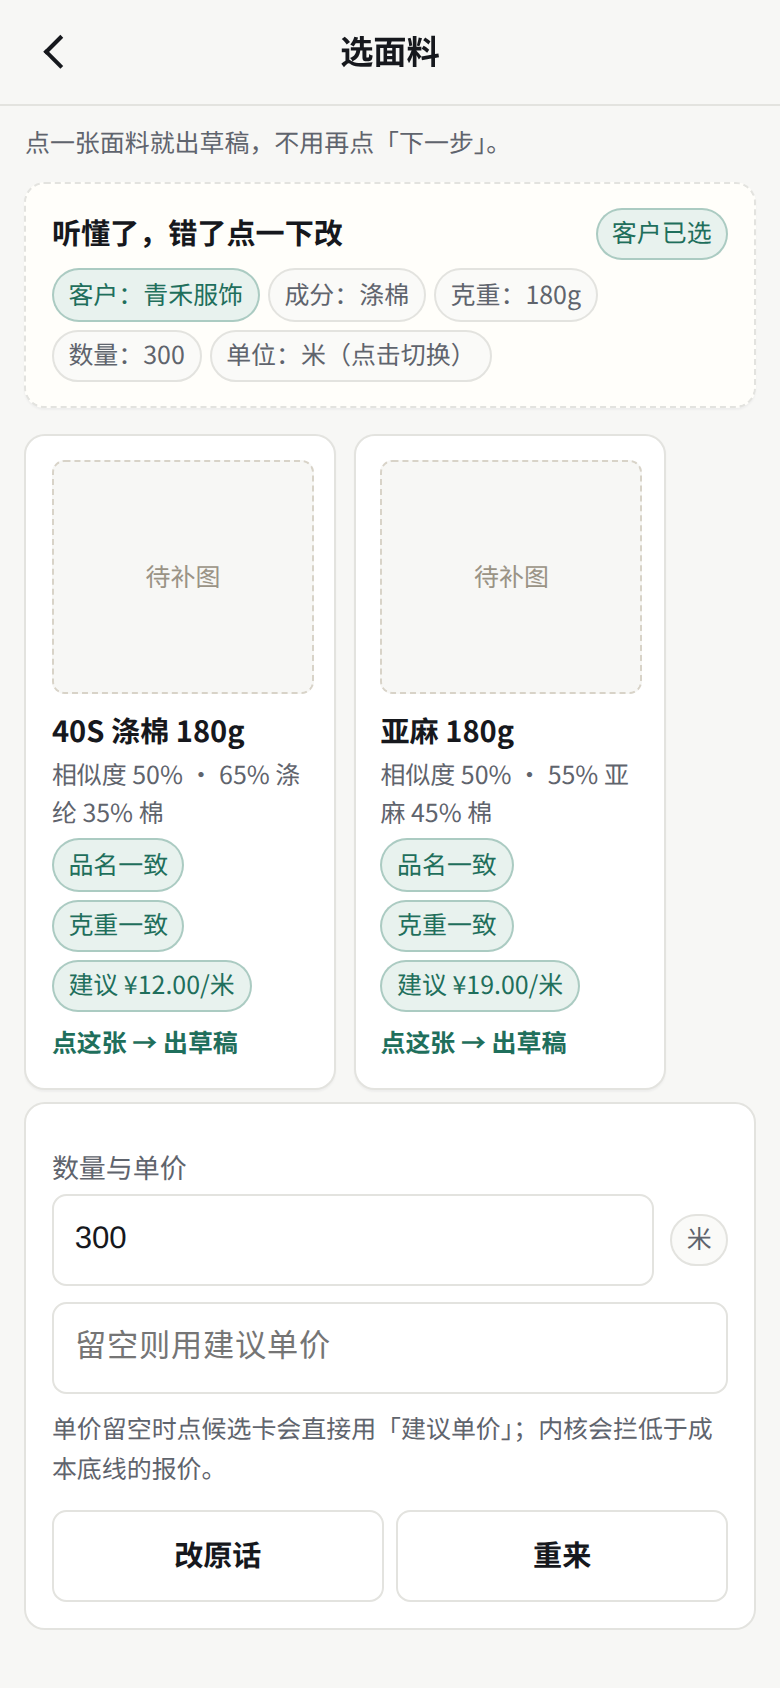 选面料
点一张面料就出草稿，不用再点「下一步」。
听懂了，错了点一下改
客户已选
客户：青禾服饰
成分：涤棉
克重：180g
数量：300
单位：米（点击切换）
待补图
40S 涤棉 180g
相似度 50% · 65% 涤
纶 35% 棉
品名一致
克重一致
建议 ¥12.00/米
点这张 → 出草稿
待补图
亚麻 180g
相似度 50% · 55% 亚
麻 45% 棉
品名一致
克重一致
建议 ¥19.00/米
点这张 → 出草稿
数量与单价
300
米
留空则用建议单价
单价留空时点候选卡会直接用「建议单价」；内核会拦低于成
本底线的报价。
改原话
重来